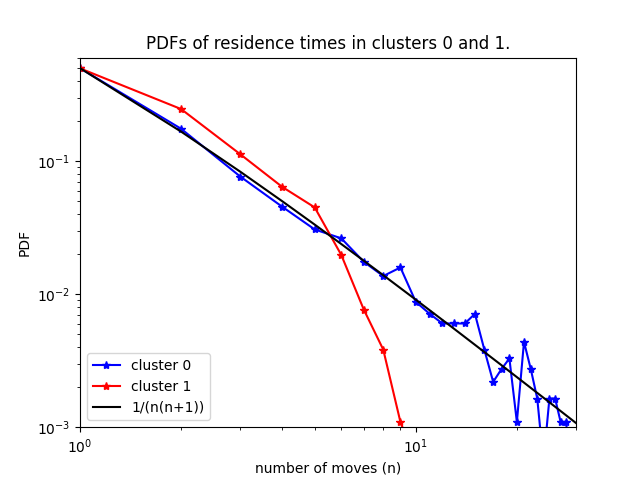 PDFs of residence times in clusters 0 and 1.
PDF
10⁻¹
10⁻²
10⁻³
cluster 0
cluster 1
1/(n(n+1))
10⁰
10¹
number of moves (n)